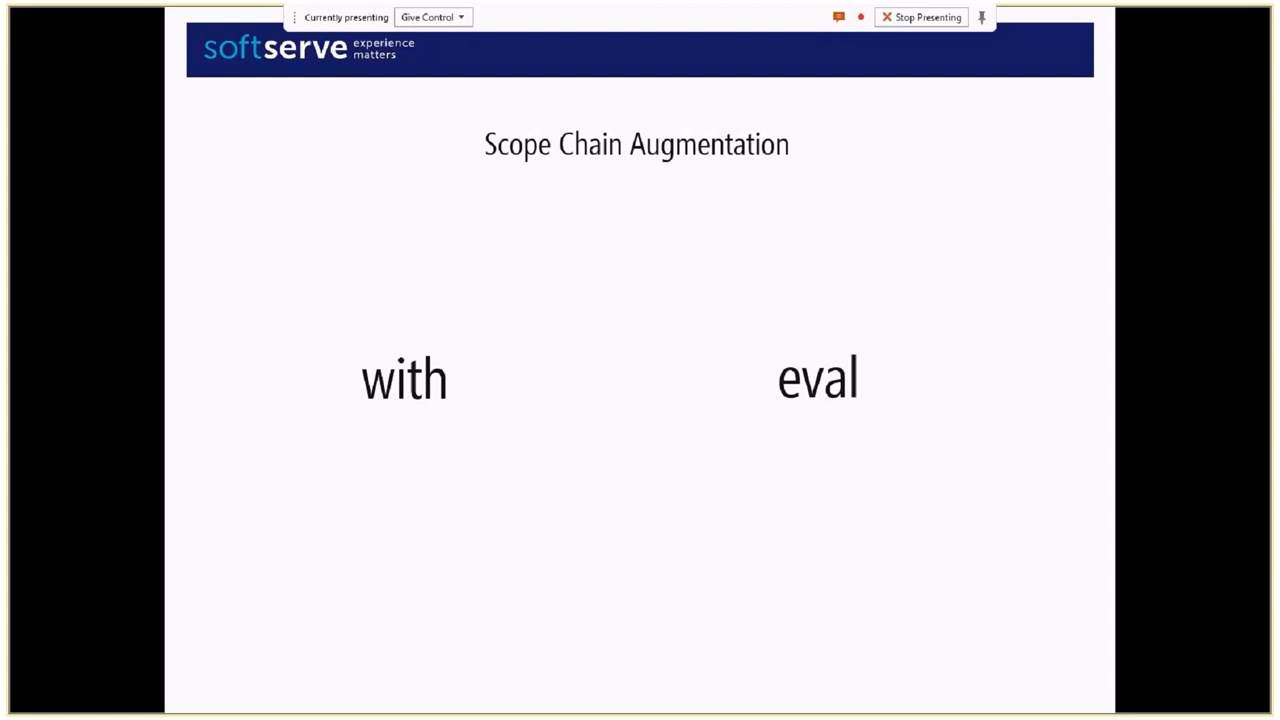 Currently presenting Give Control Stop Presenting
softserve experience matters
Scope Chain Augmentation
with eval